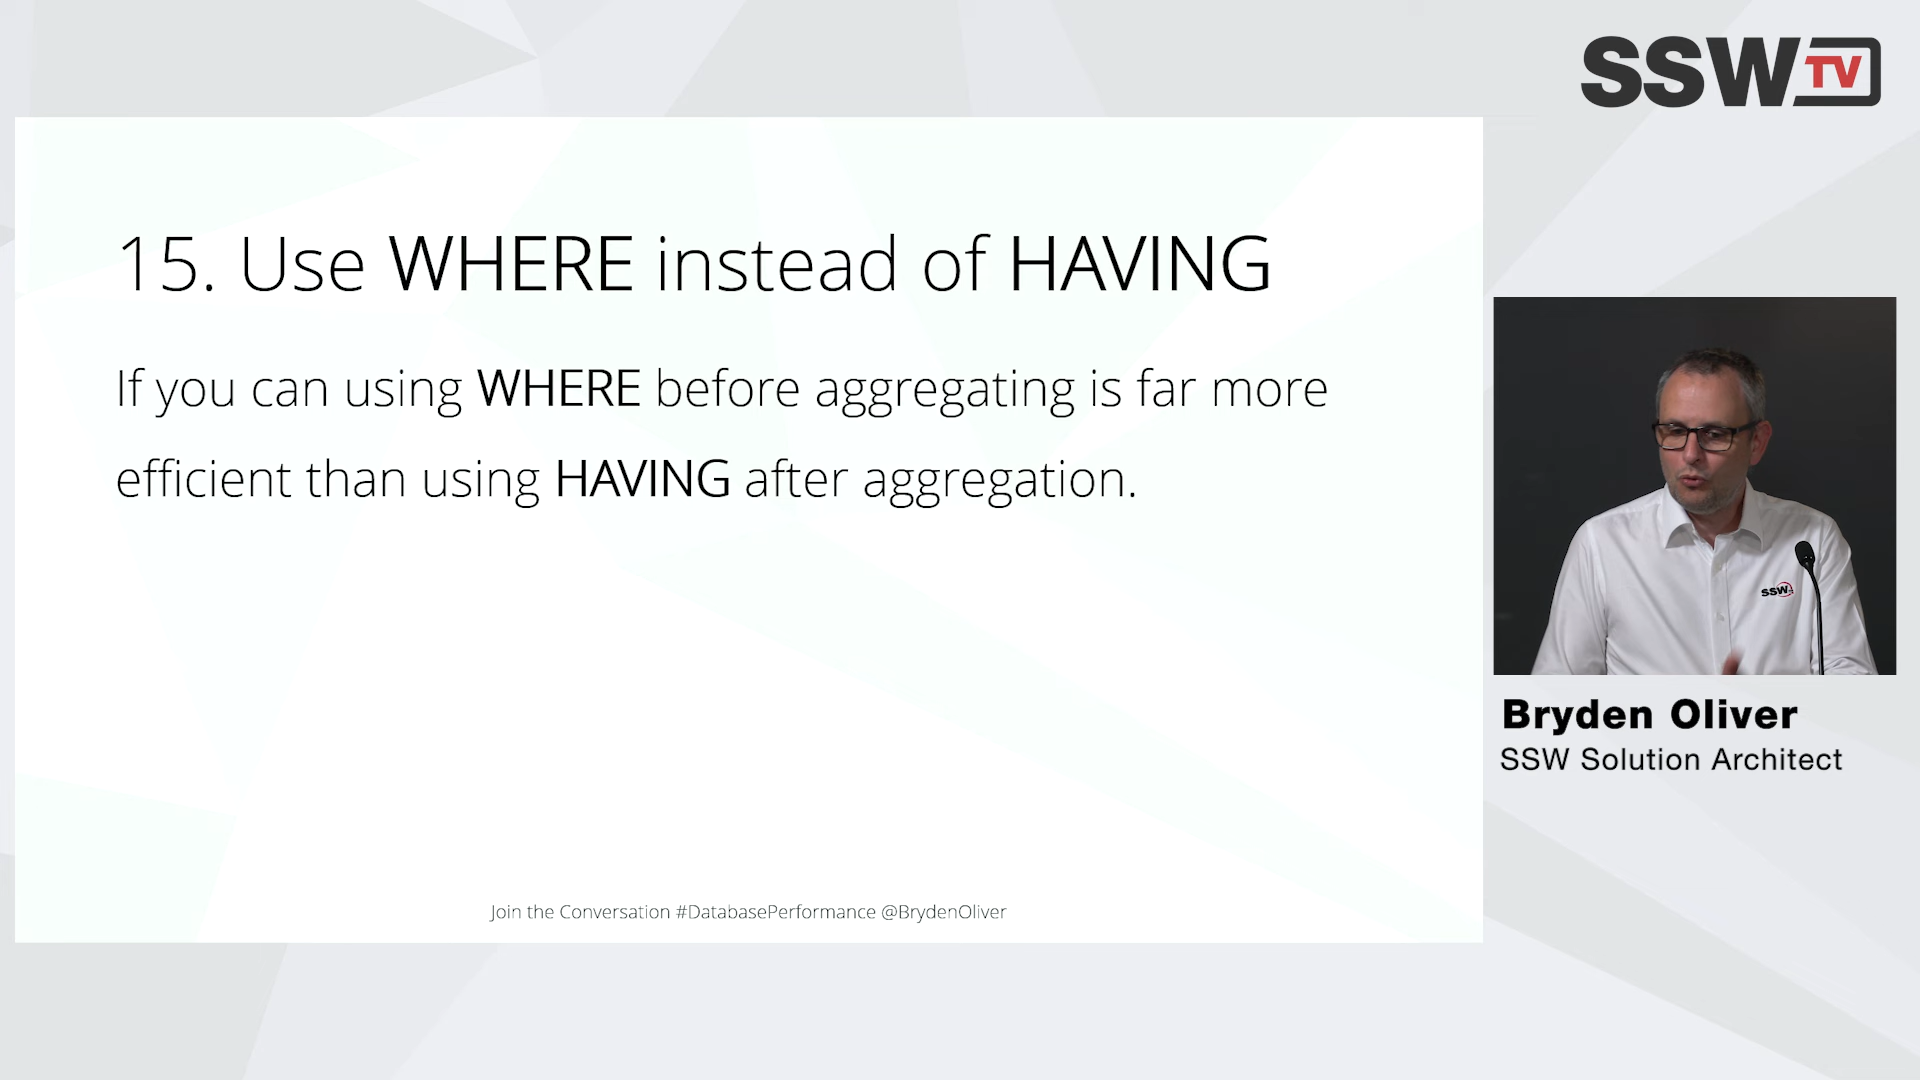 SSW TV
15. Use WHERE instead of HAVING
If you can using WHERE before aggregating is far more
efficient than using HAVING after aggregation.
SSW
Bryden Oliver
SSW Solution Architect
Join the Conversation #DatabasePerformance @BrydenOliver